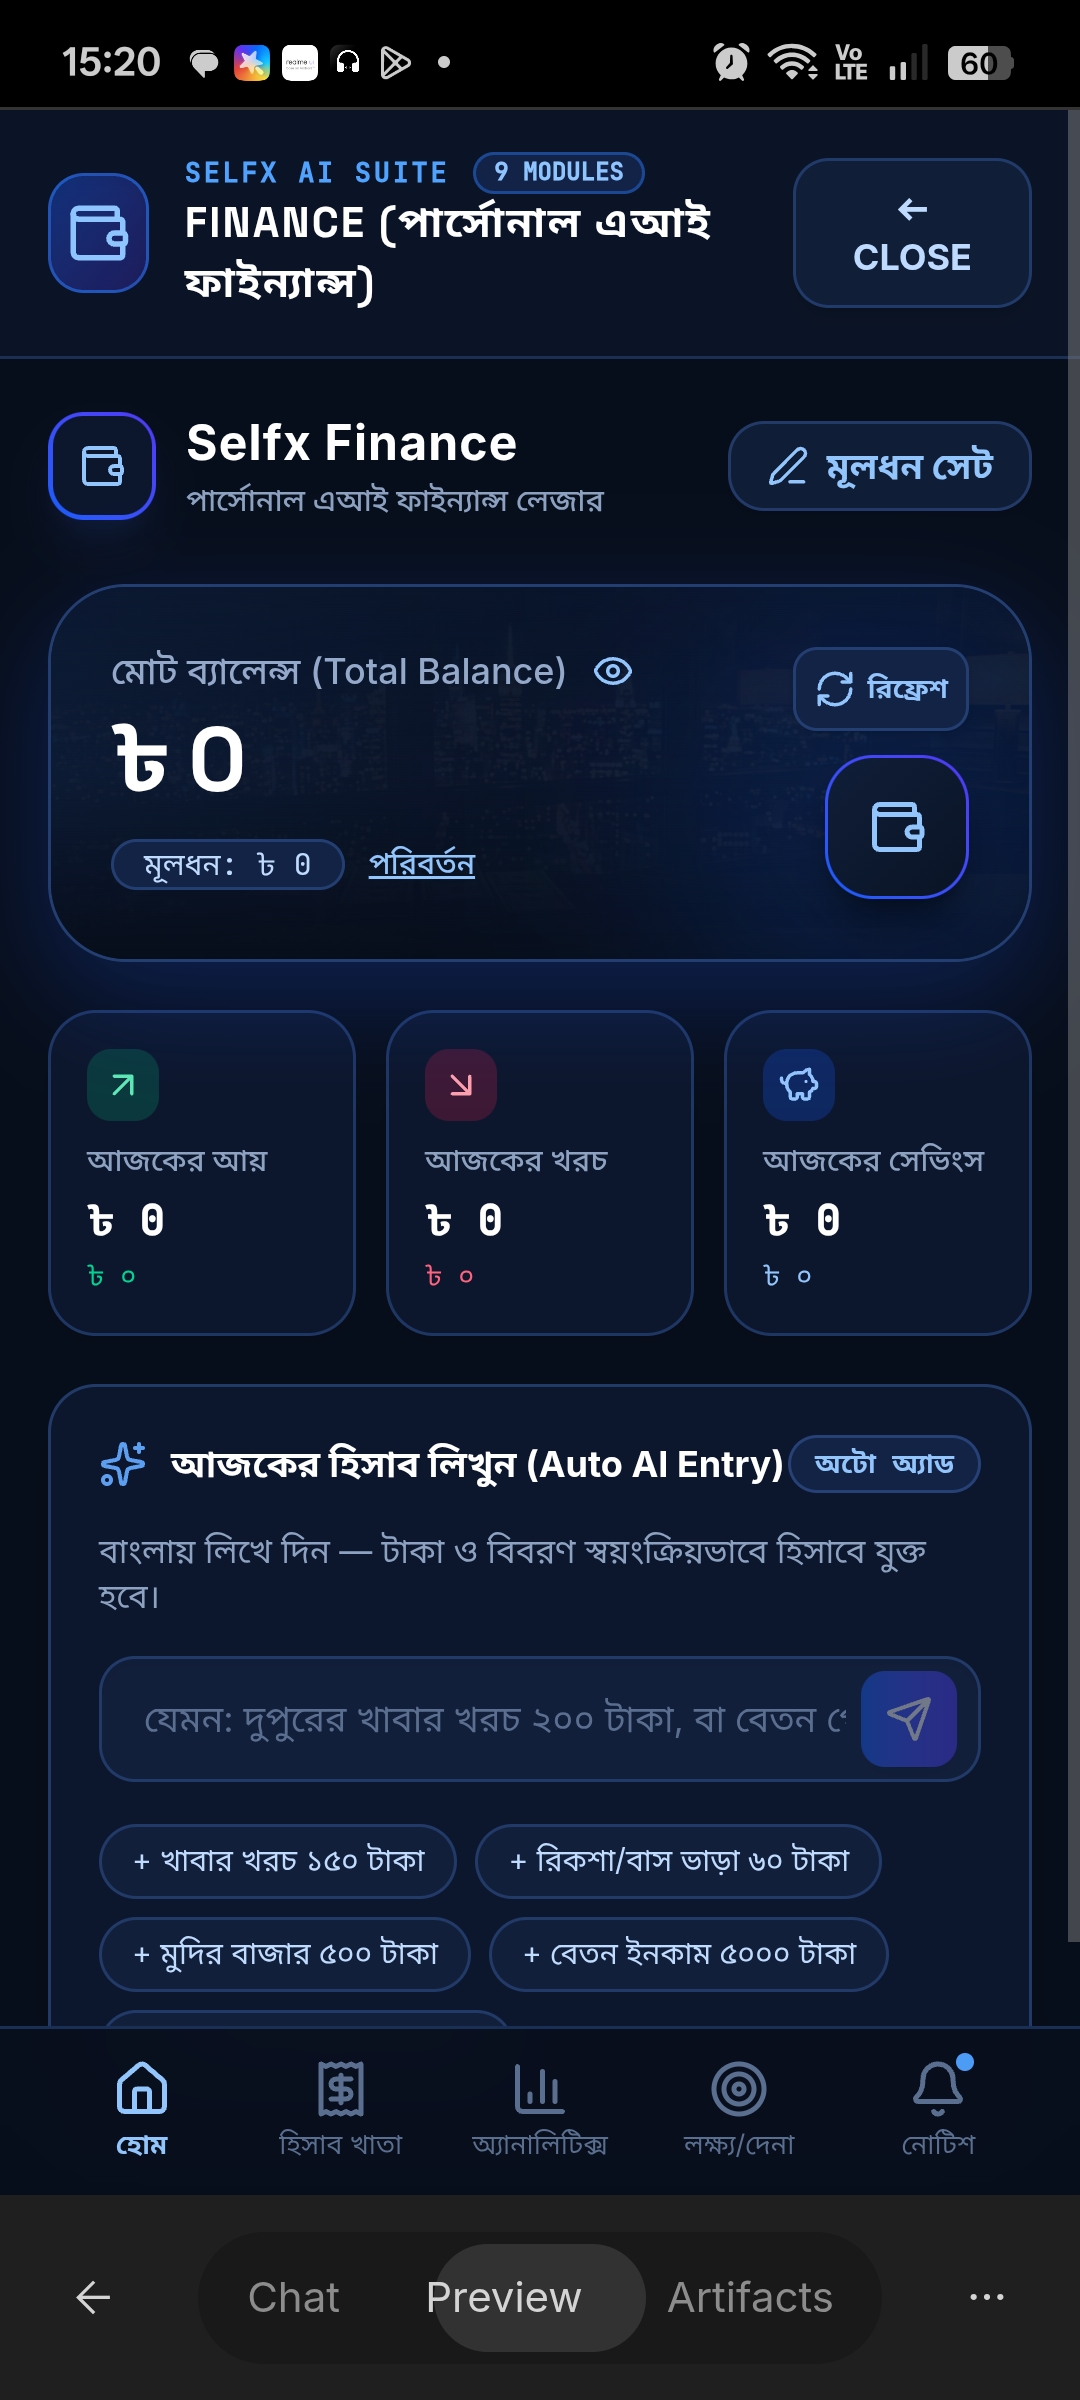 15:20
Vo
LTE
60
SELFX AI SUITE 9 MODULES
FINANCE (পার্সোনাল এআই
ফাইন্যান্স)
← CLOSE
Selfx Finance
পার্সোনাল এআই ফাইন্যান্স লেজার
মূলধন সেট
মোট ব্যালেন্স (Total Balance)
রিফ্রেশ
৳ 0
মূলধন: ৳ 0 পরিবর্তন
আজকের আয়
৳ 0
৳ ০
আজকের খরচ
৳ 0
৳ ০
আজকের সেভিংস
৳ 0
৳ ০
আজকের হিসাব লিখুন (Auto AI Entry) অটো অ্যাড
বাংলায় লিখে দিন — টাকা ও বিবরণ স্বয়ংক্রিয়ভাবে হিসাবে যুক্ত
হবে।
যেমন: দুপুরের খাবার খরচ ২০০ টাকা, বা বেতন
+ খাবার খরচ ১৫০ টাকা + রিকশা/বাস ভাড়া ৬০ টাকা
+ মুদির বাজার ৫০০ টাকা + বেতন ইনকাম ৫০০০ টাকা
হোম হিসাব খাতা অ্যানালিটিক্স লক্ষ্য/দেনা নোটিশ
Chat Preview Artifacts